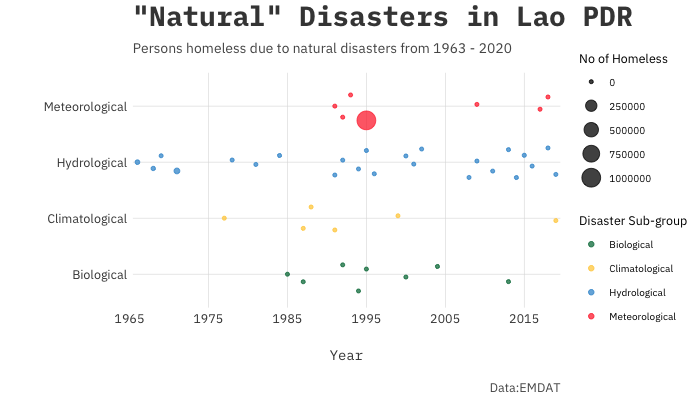 "Natural" Disasters in Lao PDR
Persons homeless due to natural disasters from 1963 - 2020
No of Homeless
0
250000
500000
750000
1000000
Disaster Sub-group
Biological
Climatological
Hydrological
Meteorological
Meteorological
Hydrological
Climatological
Biological
1965 1975 1985 1995 2005 2015
Year
Data:EMDAT